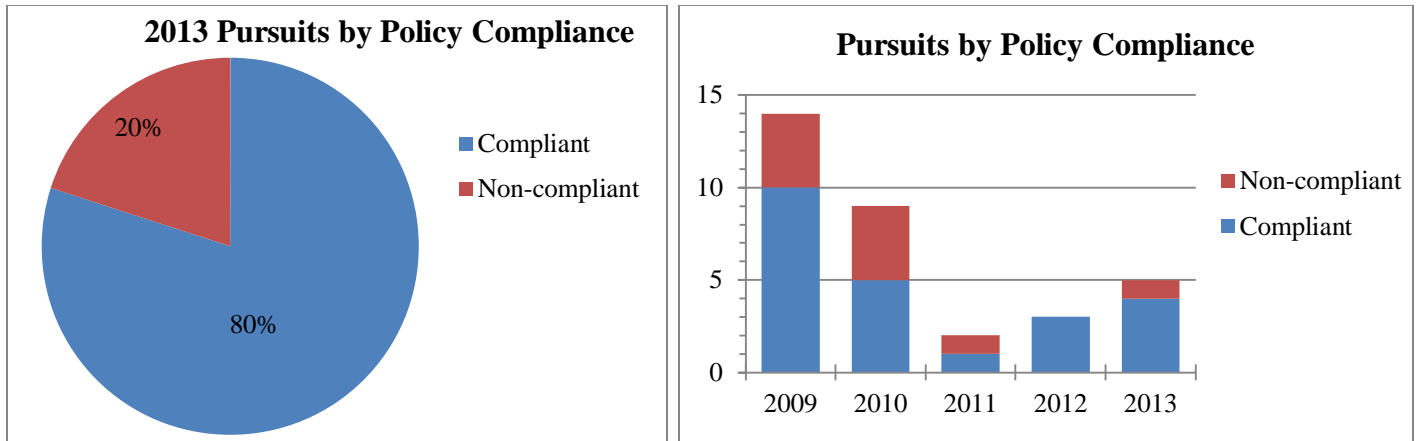 2013 Pursuits by Policy Compliance
20%
80%
Compliant
Non-compliant
Pursuits by Policy Compliance
15
10
5
0
2009 2010 2011 2012 2013
Non-compliant
Compliant